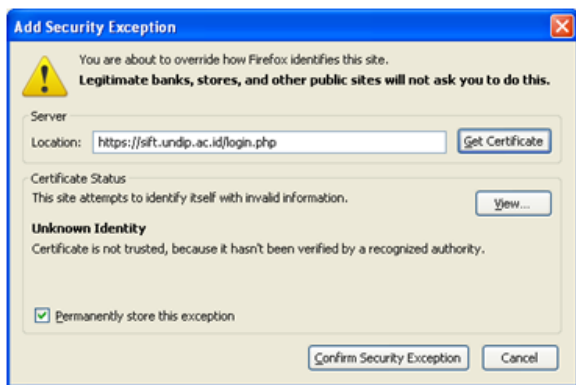 Add Security Exception
You are about to override how Firefox identifies this site.
Legitimate banks, stores, and other public sites will not ask you to do this.
Server
Location: https://sift.undip.ac.id/login.php Get Certificate
Certificate Status
This site attempts to identify itself with invalid information.
View...
Unknown Identity
Certificate is not trusted, because it hasn't been verified by a recognized authority.
Permanently store this exception
Confirm Security Exception Cancel